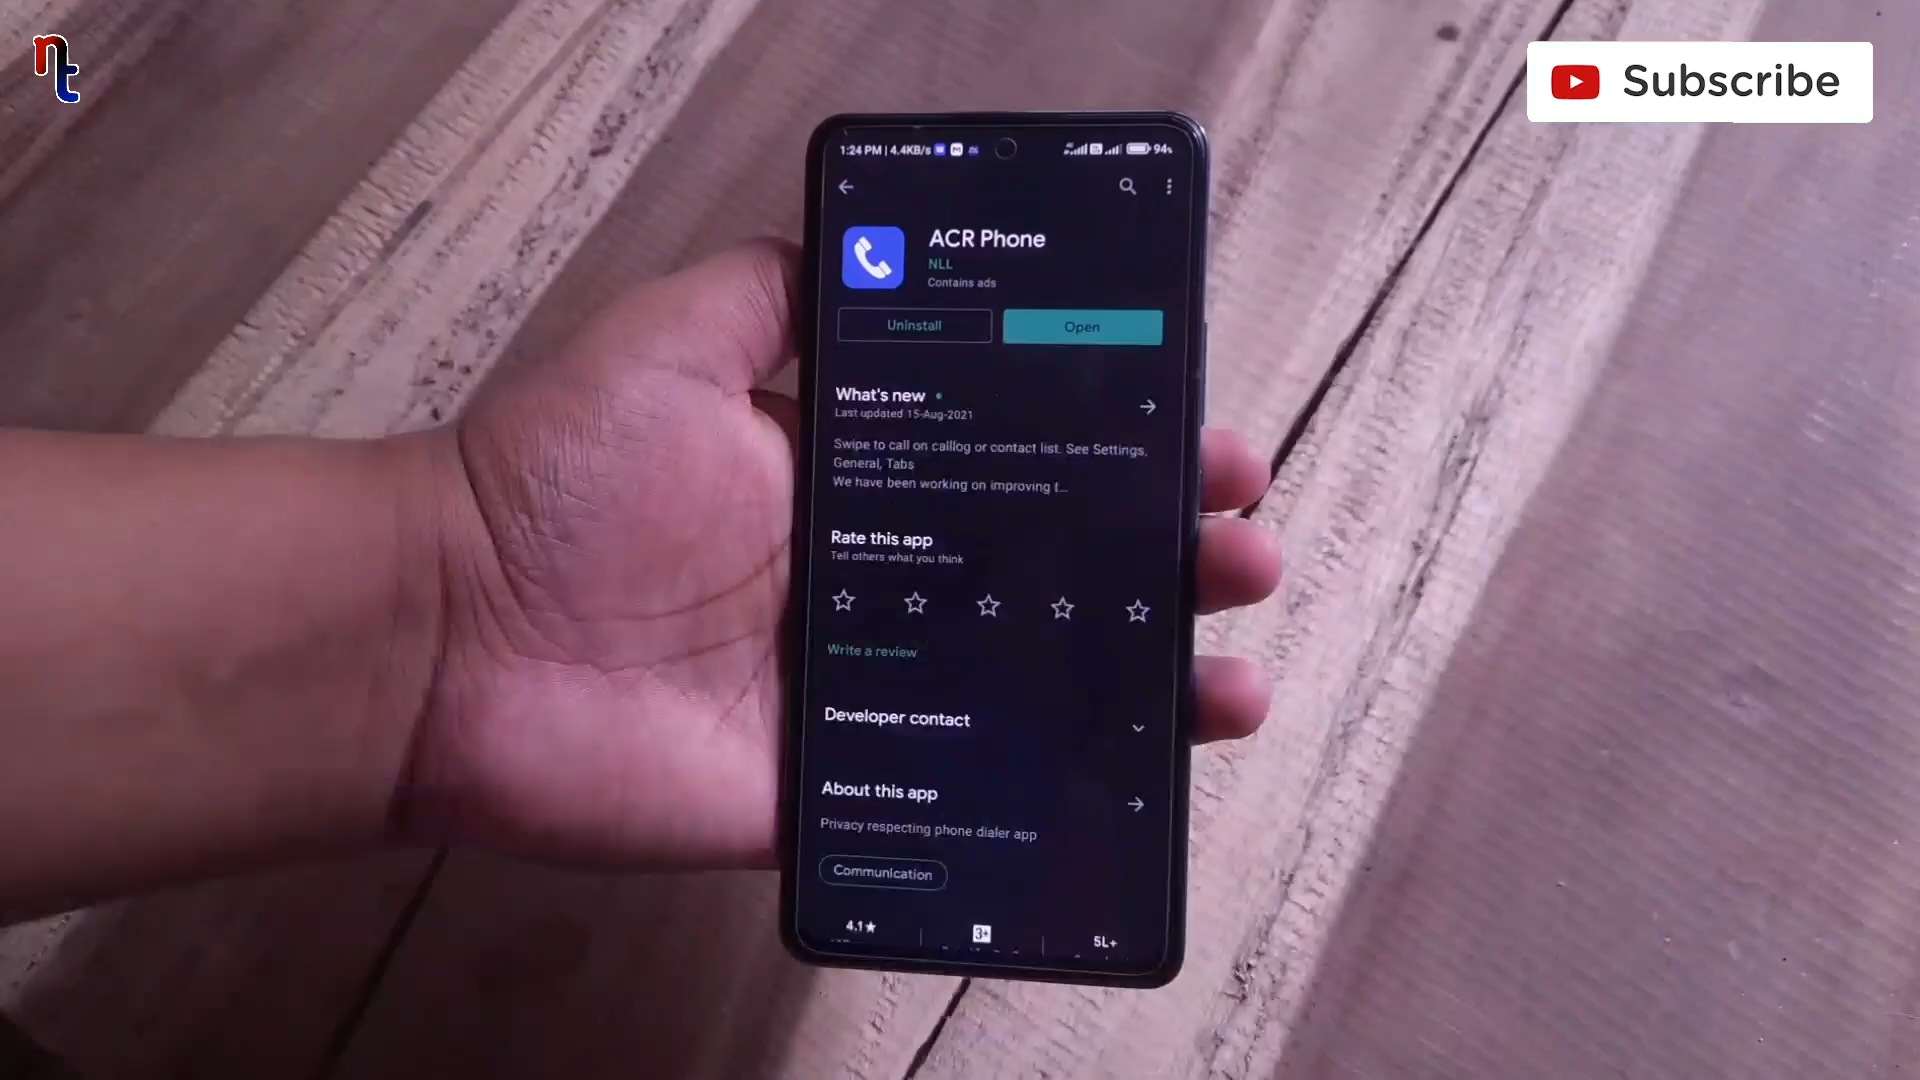 nt
Subscribe
1:24 PM | 4.4KB/s
94%
ACR Phone
NLL
Contains ads
Uninstall
Open
What's new
Last updated 15-Aug-2021
Swipe to call on calllog or contact list. See Settings,
General, Tabs
We have been working on improving t...
Rate this app
Tell others what you think
Write a review
Developer contact
About this app
Privacy respecting phone dialer app
Communication
4.1★
3+
5L+